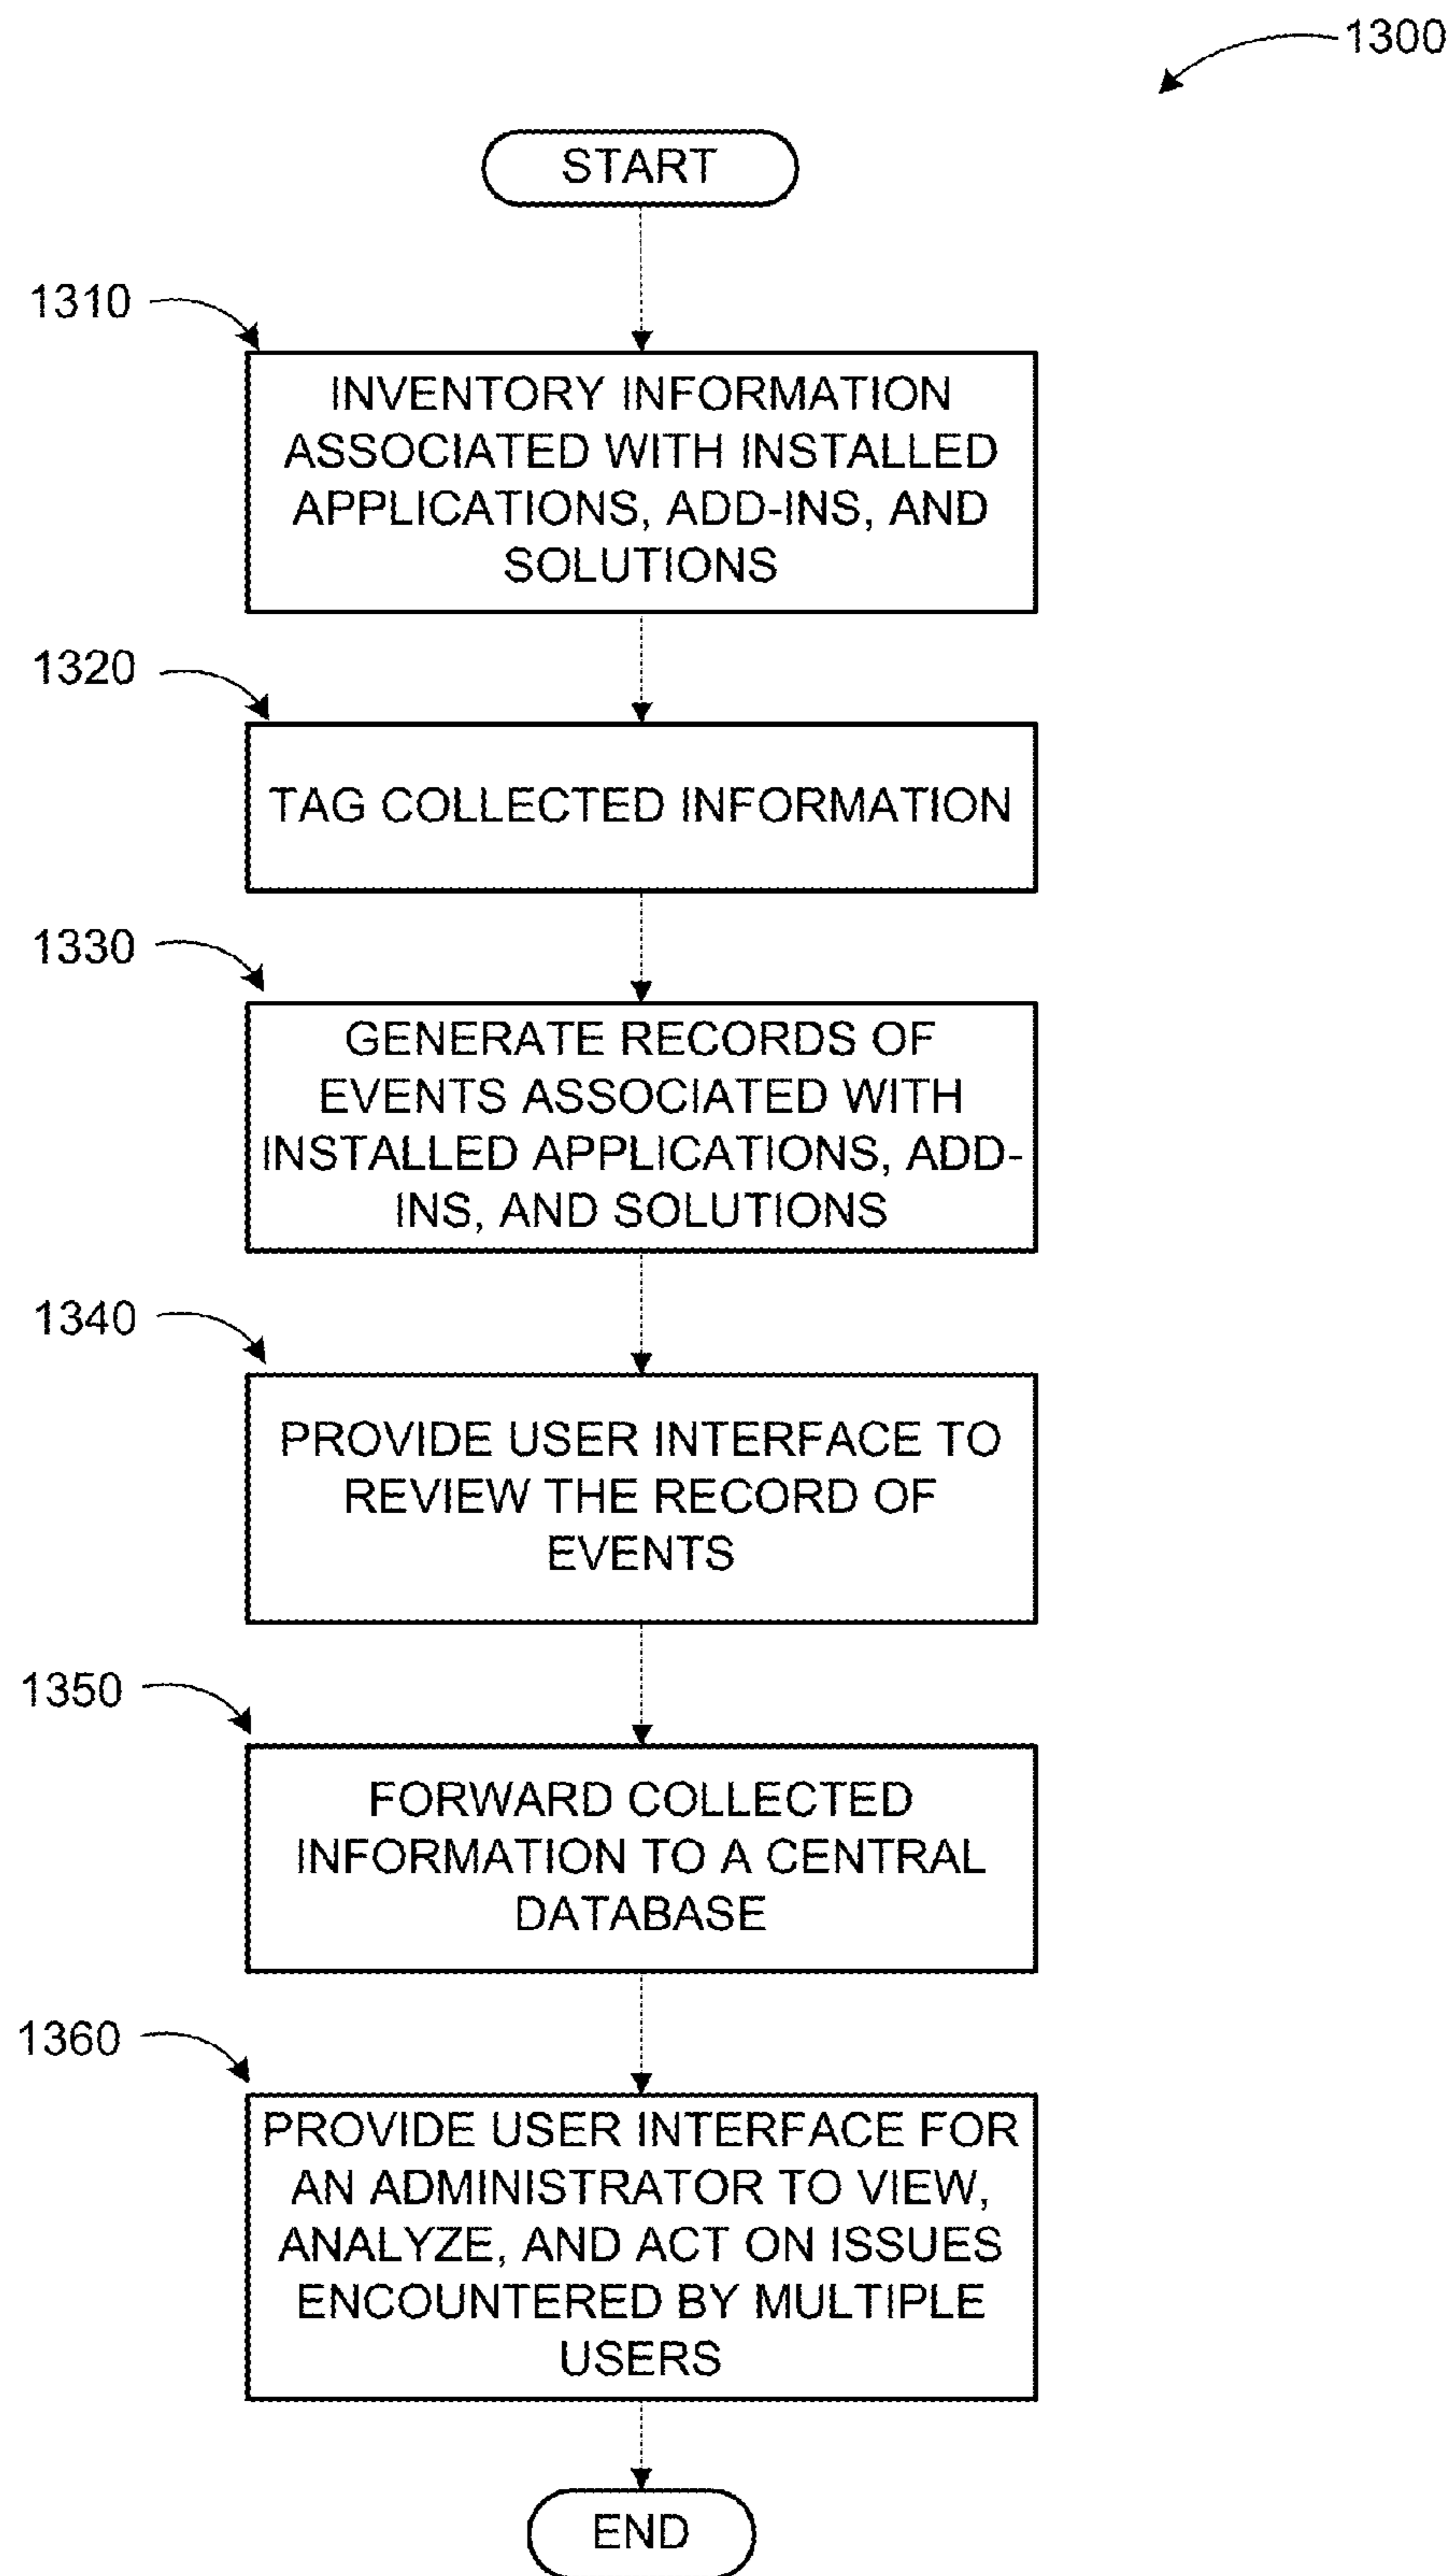 1300
START
1310
INVENTORY INFORMATION
ASSOCIATED WITH INSTALLED
APPLICATIONS, ADD-INS, AND
SOLUTIONS
1320
TAG COLLECTED INFORMATION
1330
GENERATE RECORDS OF
EVENTS ASSOCIATED WITH
INSTALLED APPLICATIONS, ADD-
INS, AND SOLUTIONS
1340
PROVIDE USER INTERFACE TO
REVIEW THE RECORD OF
EVENTS
1350
FORWARD COLLECTED
INFORMATION TO A CENTRAL
DATABASE
1360
PROVIDE USER INTERFACE FOR
AN ADMINISTRATOR TO VIEW,
ANALYZE, AND ACT ON ISSUES
ENCOUNTERED BY MULTIPLE
USERS
END